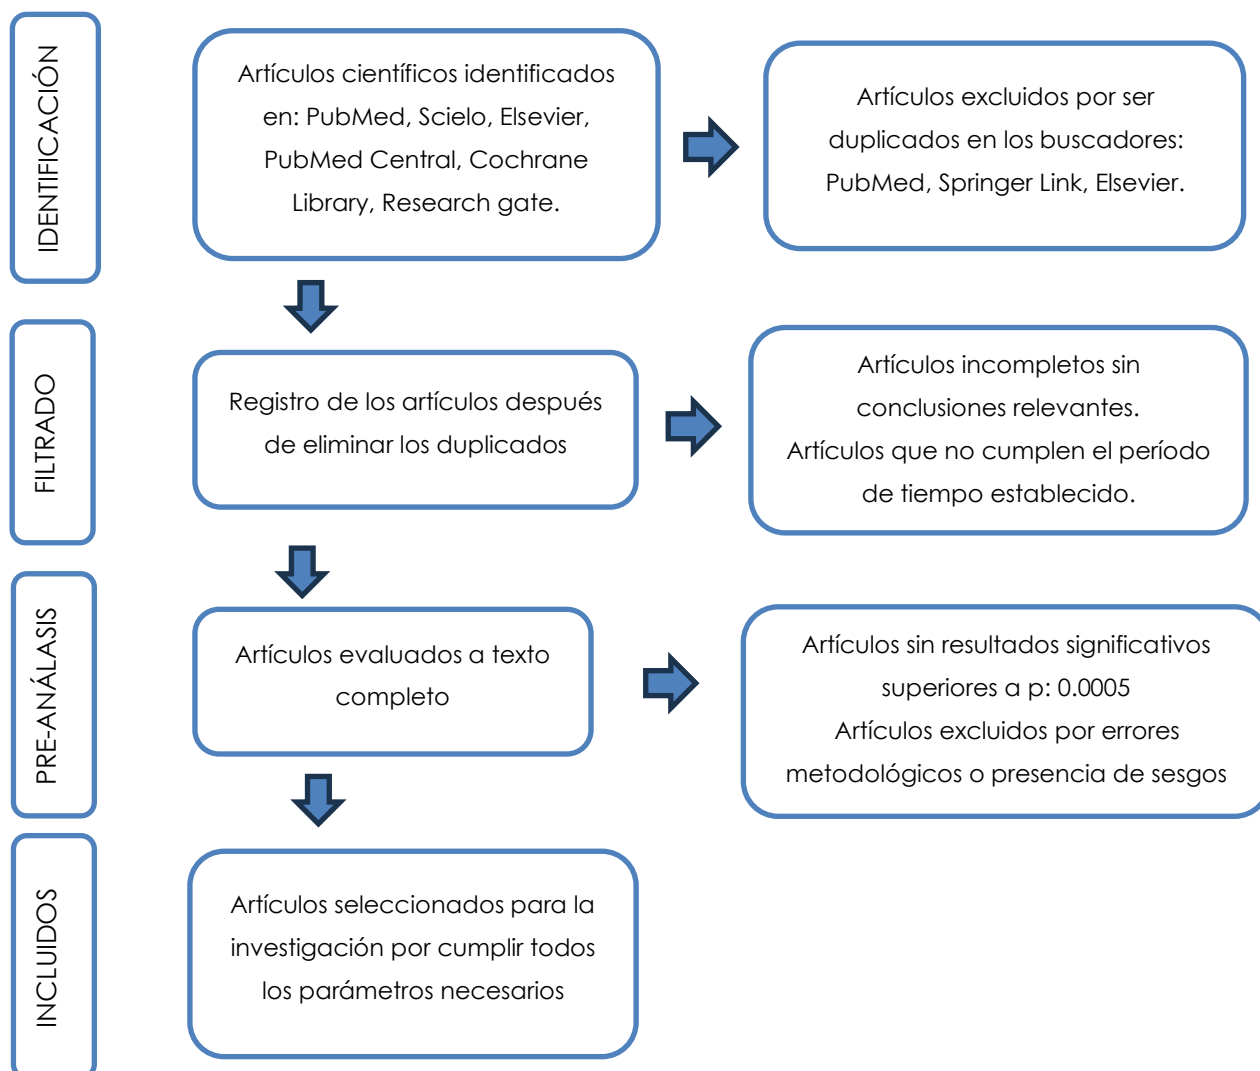 IDENTIFICACIÓN
Artículos científicos identificados
en: PubMed, Scielo, Elsevier,
PubMed Central, Cochrane
Library, Research gate.
Artículos excluidos por ser
duplicados en los buscadores:
PubMed, Springer Link, Elsevier.
FILTRADO
Registro de los artículos después
de eliminar los duplicados
Artículos incompletos sin
conclusiones relevantes.
Artículos que no cumplen el período
de tiempo establecido.
PRE-ANÁLASIS
Artículos evaluados a texto
completo
Artículos sin resultados significativos
superiores a p: 0.0005
Artículos excluidos por errores
metodológicos o presencia de sesgos
INCLUIDOS
Artículos seleccionados para la
investigación por cumplir todos
los parámetros necesarios